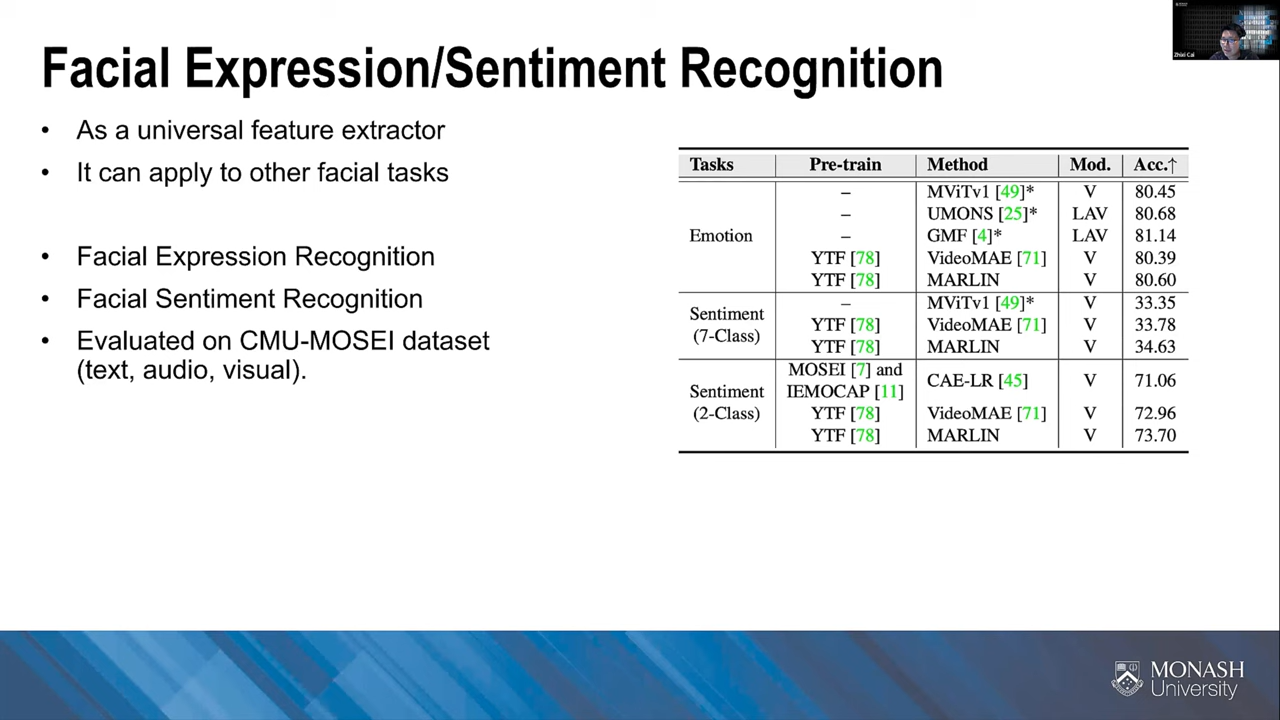 Facial Expression/Sentiment Recognition
• As a universal feature extractor
• It can apply to other facial tasks
• Facial Expression Recognition
• Facial Sentiment Recognition
• Evaluated on CMU-MOSEI dataset
(text, audio, visual).
Tasks Pre-train Method Mod. Acc.↑
Emotion
– MViTv1 [49]* V 80.45
– UMONS [25]* LAV 80.68
– GMF [4]* LAV 81.14
YTF [78] VideoMAE [71] V 80.39
YTF [78] MARLIN V 80.60
Sentiment
(7-Class)
– MViTv1 [49]* V 33.35
YTF [78] VideoMAE [71] V 33.78
YTF [78] MARLIN V 34.63
Sentiment
(2-Class)
MOSEI [7] and
IEMOCAP [11] CAE-LR [45] V 71.06
YTF [78] VideoMAE [71] V 72.96
YTF [78] MARLIN V 73.70
Zhixi Cai
MONASH
University